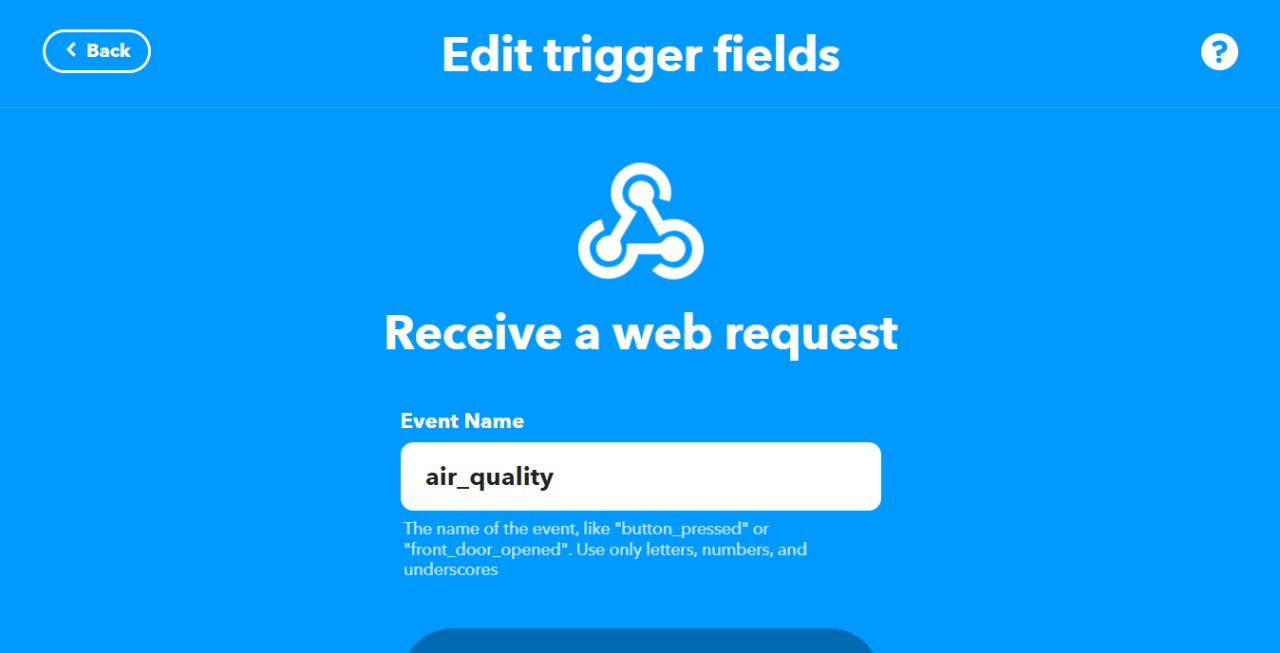 Back
Edit trigger fields
?
Receive a web request
Event Name
air_quality
The name of the event, like "button_pressed" or
"front_door_opened". Use only letters, numbers, and
underscores